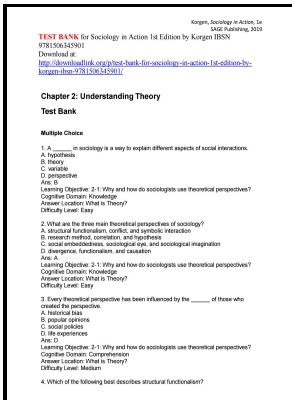 Korgen, Sociology in Action, 1e
SAGE Publishing, 2019
TEST BANK for Sociology in Action 1st Edition by Korgen IBSN
9781506345901
Download at:
http://downloadlink.org/p/test-bank-for-sociology-in-action-1st-edition-by-
korgen-ibsn-9781506345901/
Chapter 2: Understanding Theory
Test Bank
Multiple Choice
1. A ______ in sociology is a way to explain different aspects of social interactions.
A. hypothesis
B. theory
C. variable
D. perspective
Ans: B
Learning Objective: 2-1: Why and how do sociologists use theoretical perspectives?
Cognitive Domain: Knowledge
Answer Location: What is Theory?
Difficulty Level: Easy
2. What are the three main theoretical perspectives of sociology?
A. structural functionalism, conflict, and symbolic interaction
B. research method, correlation, and hypothesis
C. social embeddedness, sociological eye, and sociological imagination
D. divergence, functionalism, and causation
Ans: A
Learning Objective: 2-1: Why and how do sociologists use theoretical perspectives?
Cognitive Domain: Knowledge
Answer Location: What is Theory?
Difficulty Level: Easy
3. Every theoretical perspective has been influenced by the ______ of those who
created the perspective.
A. historical bias
B. popular opinions
C. social policies
D. life experiences
Ans: D
Learning Objective: 2-1: Why and how do sociologists use theoretical perspectives?
Cognitive Domain: Comprehension
Answer Location: What is Theory?
Difficulty Level: Medium
4. Which of the following best describes structural functionalism?